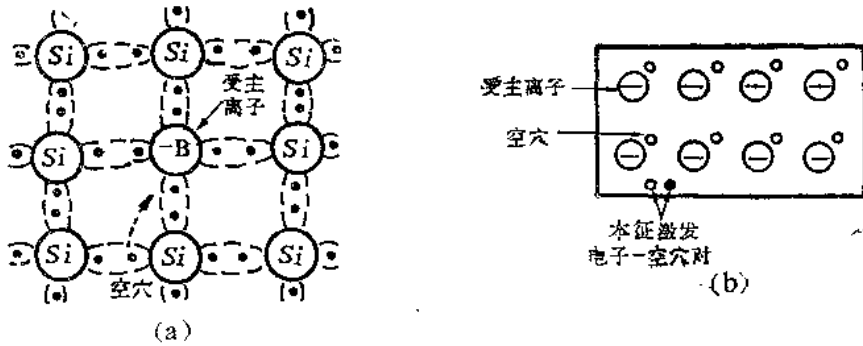 Si Si Si
受主
离子
Si -B Si
Si Si Si
空穴
(a)
受主离子
空穴
本征激发
电子-空穴对
(b)